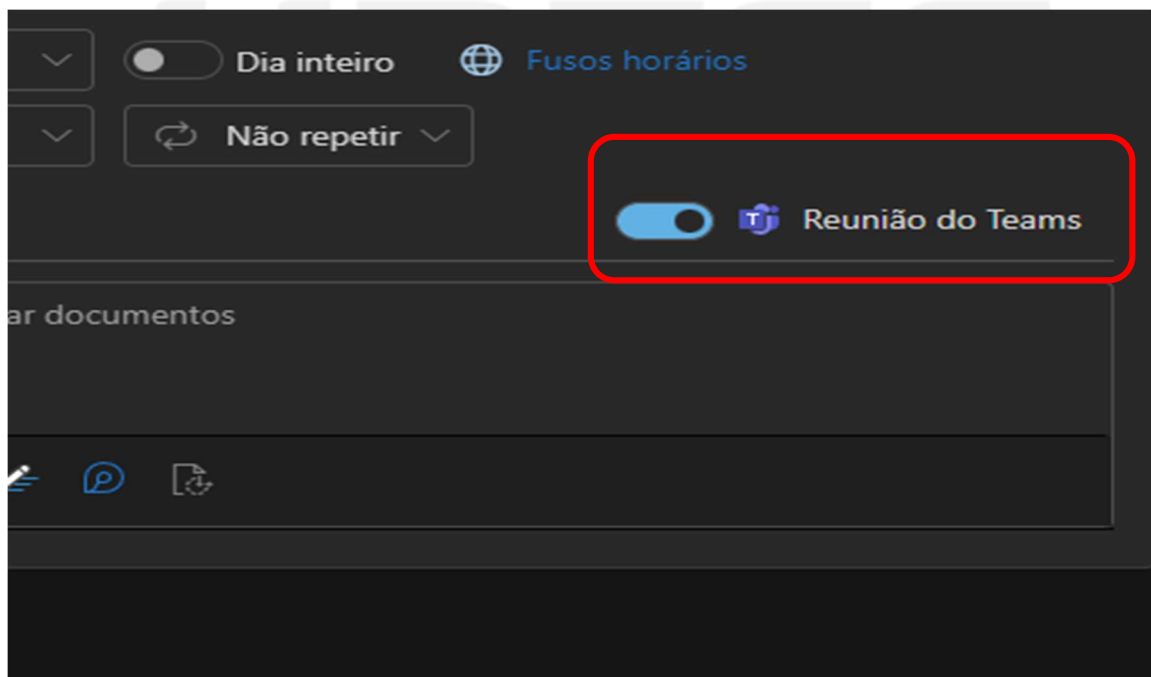 Dia inteiro Fusos horários
Não repetir
Reunião do Teams
ar documentos